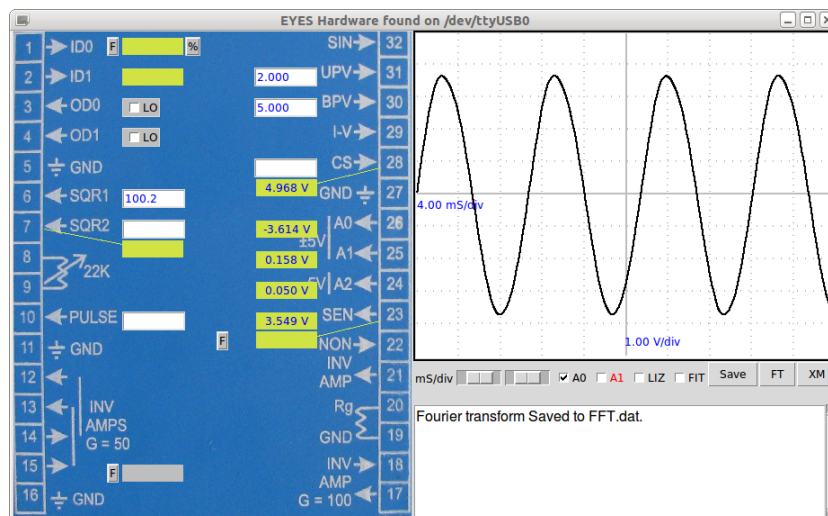 EYES Hardware found on /dev/ttyUSB0
1 ID0 F %
2 ID1
3 OD0 LO
4 OD1 LO
5 GND
6 SQR1 100.2
7 SQR2
8
22K
9
10 PULSE
11 GND
12
13 INV
AMPS
14 G = 50
15 F
16 GND
SIN 32
2.000 UPV 31
5.000 BPV 30
I-V 29
CS 28
4.968 V GND 27
-3.614 V A0 26
±5V
0.158 V A1 25
0.050 V 5V A2 24
3.549 V SEN 23
F NON 22
INV
AMP 21
Rg 20
GND 19
INV 18
AMP
G = 100 17
4.00 mS/div
1.00 V/div
mS/div A0 A1 LIZ FIT Save FT XM
Fourier transform Saved to FFT.dat.